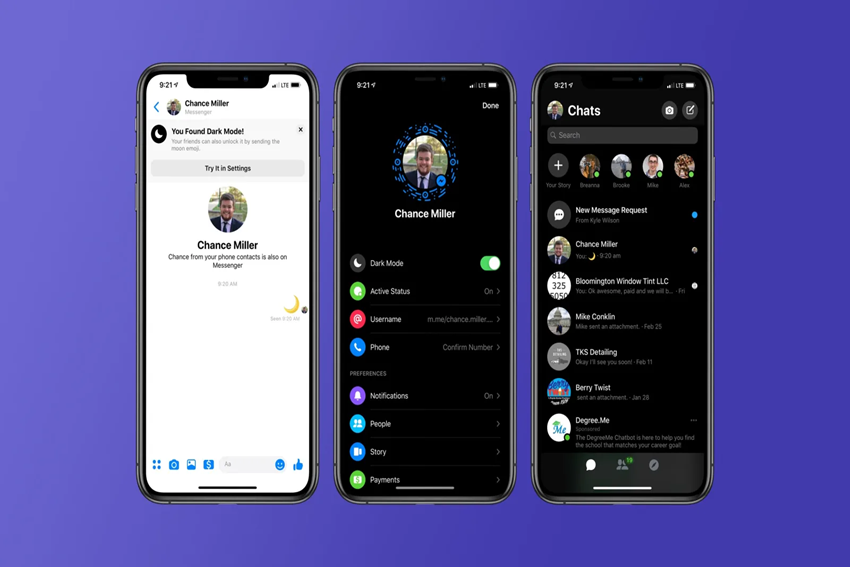 9:21
LTE
Chance Miller
Messenger
You Found Dark Mode!
Your friends can also unlock it by sending the
moon emoji.
Try It in Settings
Chance Miller
Chance from your phone contacts is also on
Messenger
9:20 AM
Seen 9:20 AM
Aa
9:21
LTE
Done
Chance Miller
Dark Mode
Active Status
On
Username
m.me/chance.miller...
Phone
Confirm Number
PREFERENCES
Notifications
On
People
Story
Payments
9:21
LTE
Chats
Search
Your Story
Breanna
Brooke
Mike
Alex
New Message Request
From Kyle Wilson
Chance Miller
You: 🌙 · 9:20 am
812
325
5050
Bloomington Window Tint LLC
You: Ok awesome, paid and we will b... · Fri
Mike Conklin
Mike sent an attachment. · Feb 25
TKS Detailing
Okay I'll see you soon! · Feb 11
Berry Twist
sent an attachment. · Jan 28
Me
Degree.Me
Sponsored
The DegreeMe Chatbot is here to help you find
the school that matches your career goal!
19